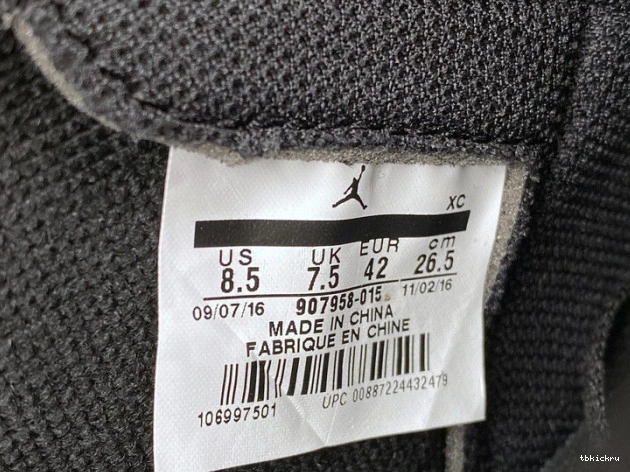 XC
US UK EUR cm
8.5 7.5 42 26.5
09/07/16 907958-015 11/02/16
MADE IN CHINA
FABRIQUE EN CHINE
106997501 UPC 00887224432479
tbkickru